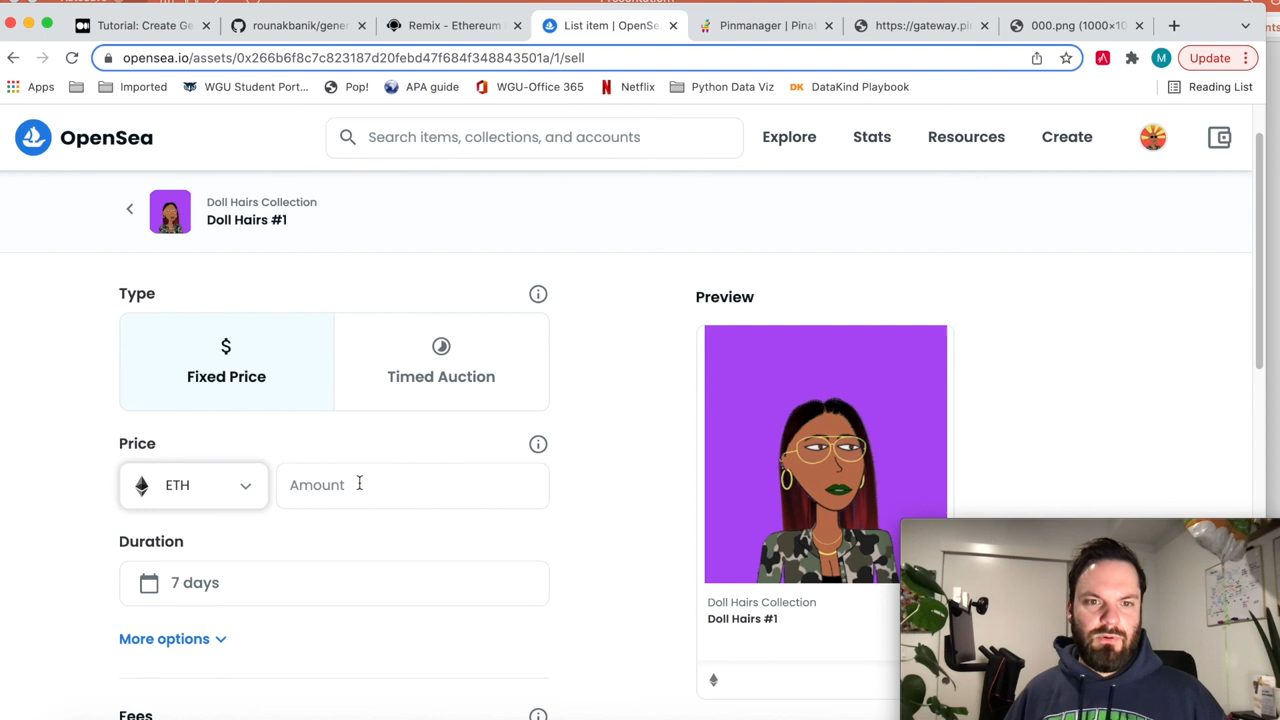 Presentation
Tutorial: Create Ge
rounakbanik/gener
Remix - Ethereum
List item | OpenSe
Pinmanager | Pina
https://gateway.pi
000.png (1000×10
opensea.io/assets/0x266b6f8c7c823187d20febd47f684f348843501a/1/sell
M
Update
Apps
Imported
WGU Student Port...
Pop!
APA guide
WGU-Office 365
Netflix
Python Data Viz
DK DataKind Playbook
Reading List
OpenSea
Search items, collections, and accounts
Explore
Stats
Resources
Create
Doll Hairs Collection
Doll Hairs #1
Type
$
Fixed Price
Timed Auction
Preview
Price
ETH
Amount
Duration
7 days
More options
Doll Hairs Collection
Doll Hairs #1
Fees